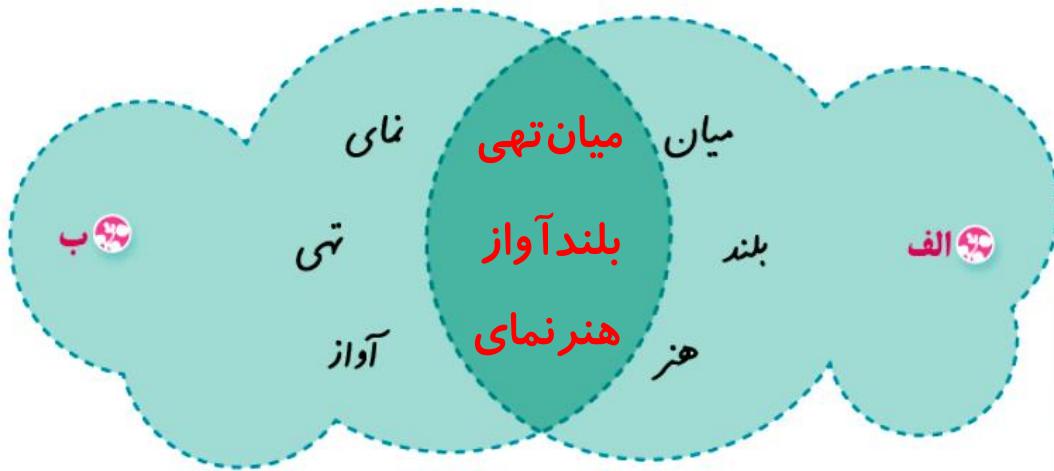 میان میان‌تهی نمای
الف بلند بلندآواز تهی ب
هنر هنرنمای آواز